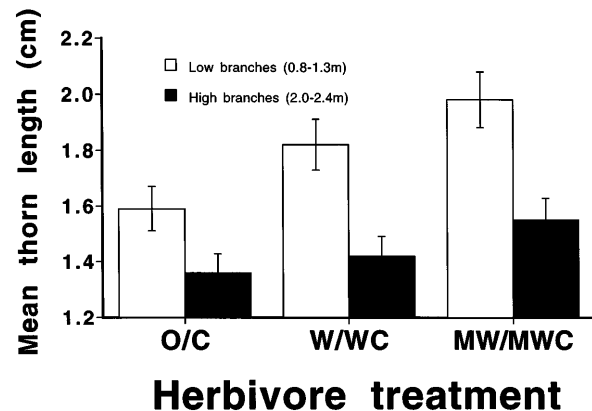 Mean thorn length (cm)
2.2
2.0
1.8
1.6
1.4
1.2
Low branches (0.8-1.3m)
High branches (2.0-2.4m)
O/C W/WC MW/MWC
Herbivore treatment